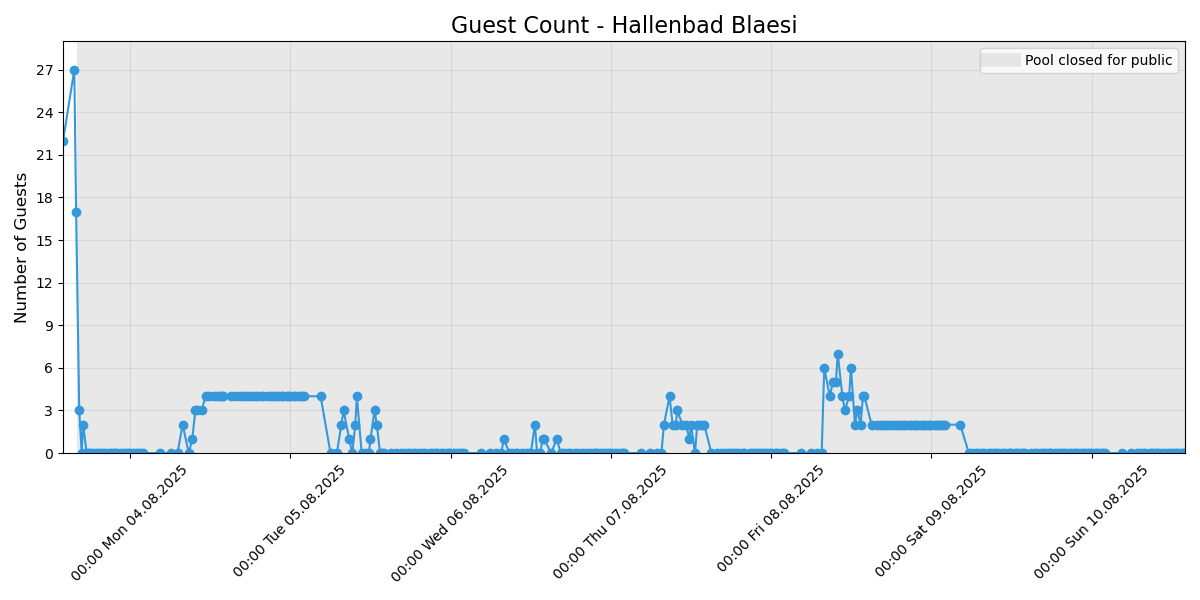 Guest Count - Hallenbad Blaesi
Pool closed for public
Number of Guests
27
24
21
18
15
12
9
6
3
0
00:00 Mon 04.08.2025
00:00 Tue 05.08.2025
00:00 Wed 06.08.2025
00:00 Thu 07.08.2025
00:00 Fri 08.08.2025
00:00 Sat 09.08.2025
00:00 Sun 10.08.2025